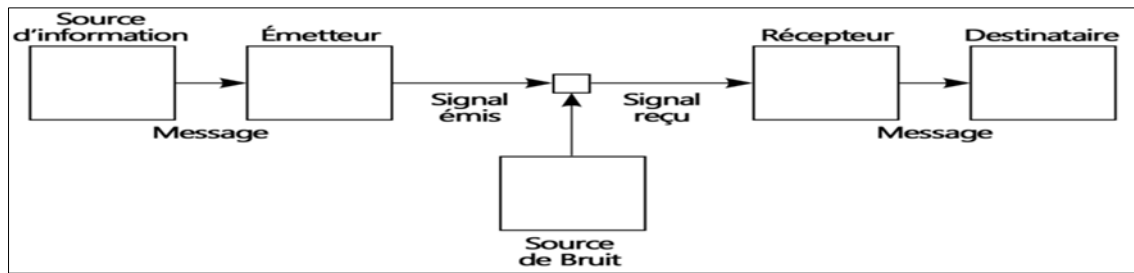 Source
d'information
Émetteur
Récepteur
Destinataire
Message
Signal
émis
Signal
reçu
Message
Source
de Bruit